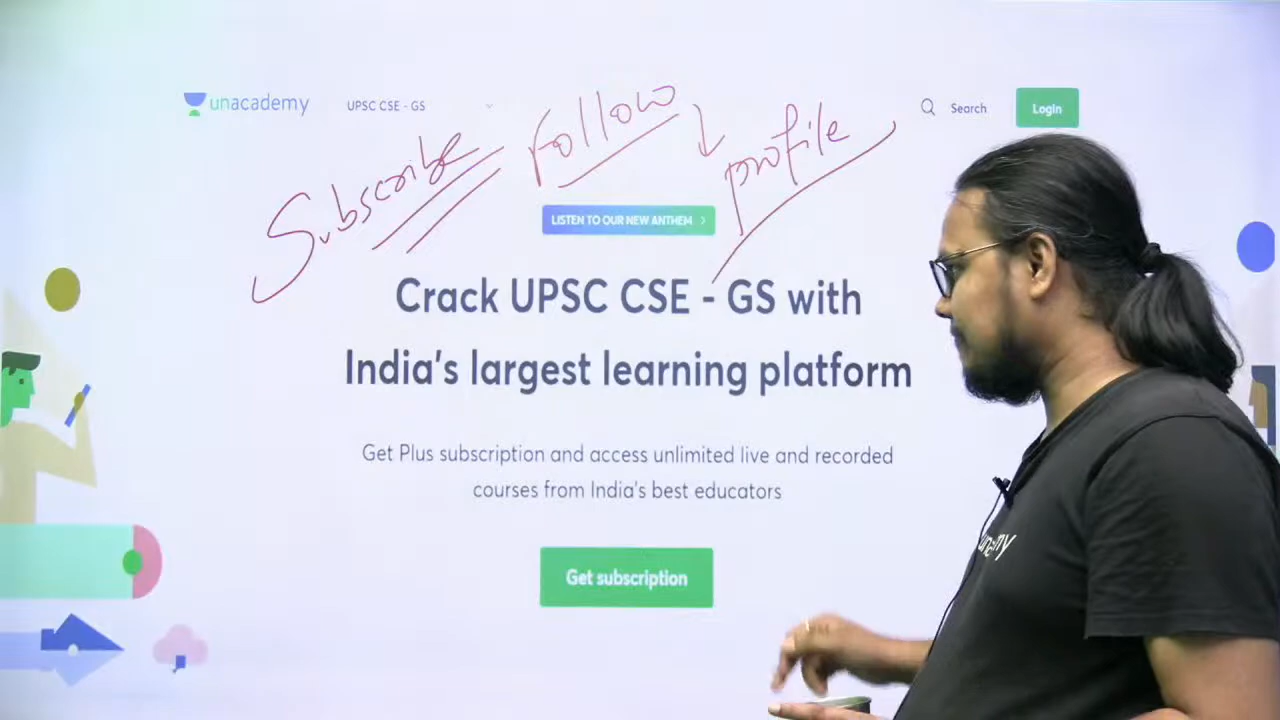 unacademy
UPSC CSE - GS
Search
Login
Subscribe
Follow
profile
LISTEN TO OUR NEW ANTHEM
Crack UPSC CSE - GS with
India's largest learning platform
Get Plus subscription and access unlimited live and recorded
courses from India's best educators
Get subscription